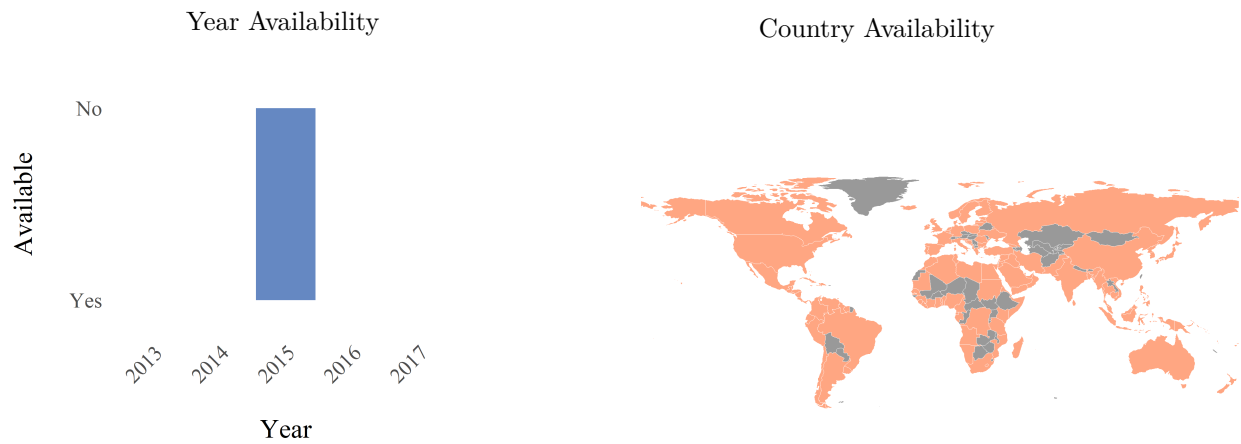 Year Availability
Country Availability
No
Available
Yes
2013
2014
2015
2016
2017
Year